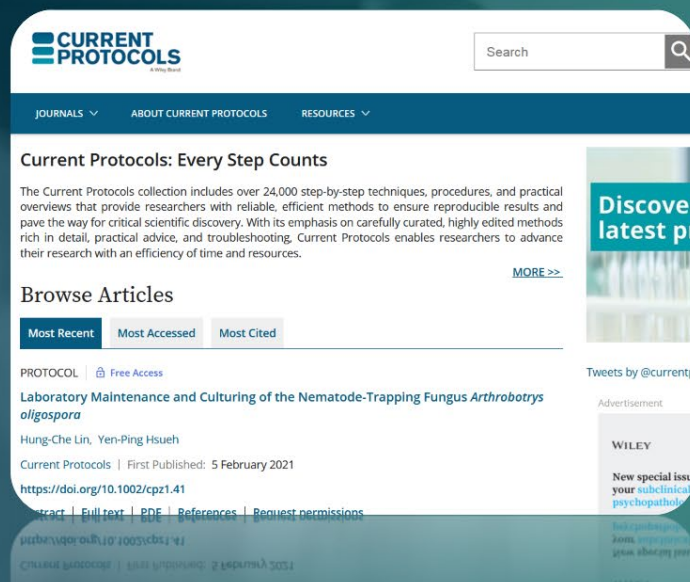 CURRENT
PROTOCOLS
A Wiley Brand
Search
JOURNALS
ABOUT CURRENT PROTOCOLS
RESOURCES
Current Protocols: Every Step Counts
The Current Protocols collection includes over 24,000 step-by-step techniques, procedures, and practical
overviews that provide researchers with reliable, efficient methods to ensure reproducible results and
pave the way for critical scientific discovery. With its emphasis on carefully curated, highly edited methods
rich in detail, practical advice, and troubleshooting, Current Protocols enables researchers to advance
their research with an efficiency of time and resources.
MORE >>
Browse Articles
Most Recent
Most Accessed
Most Cited
PROTOCOL | Free Access
Laboratory Maintenance and Culturing of the Nematode-Trapping Fungus Arthrobotrys
oligospora
Hung-Che Lin, Yen-Ping Hsueh
Current Protocols | First Published: 5 February 2021
https://doi.org/10.1002/cpz1.41
| Full text | PDF | References | Request permissions
Discove
latest p
Tweets by @current
Advertisement
WILEY
New special iss
your subclinical
psychopatholo